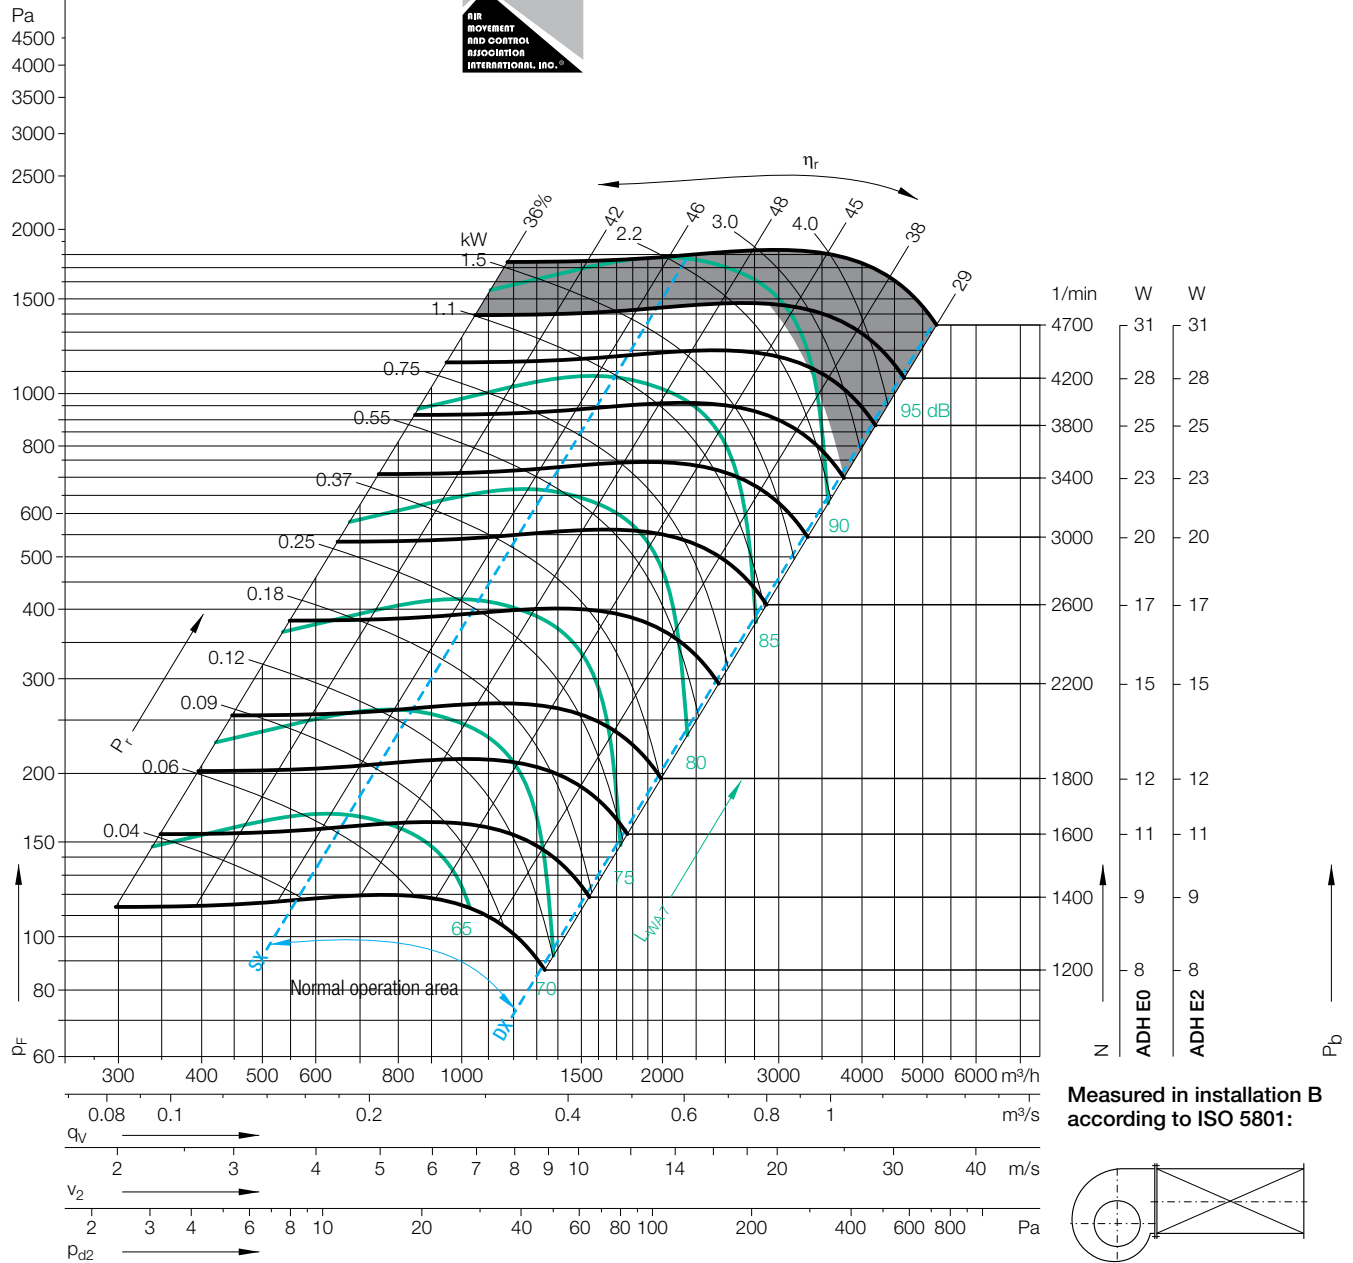 Pa
4500
4000
3500
3000
2500
2000
1500
1000
800
600
500
400
300
200
150
100
80
60
pF
AIR
MOVEMENT
AND CONTROL
ASSOCIATION
INTERNATIONAL, INC.®
ηr
36%
42
46
48
45
38
29
kW
1.5
2.2
3.0
4.0
1.1
0.75
0.55
0.37
0.25
0.18
0.12
0.09
0.06
0.04
Pr
95 dB
90
85
80
75
70
65
LWA7
SX
DX
Normal operation area
1/min W W
4700 31 31
4200 28 28
3800 25 25
3400 23 23
3000 20 20
2600 17 17
2200 15 15
1800 12 12
1600 11 11
1400 9 9
1200 8 8
N ADH E0 ADH E2
Pb
300 400 500 600 800 1000 1500 2000 3000 4000 5000 6000 m³/h
0.08 0.1 0.2 0.4 0.6 0.8 1 m³/s
qV
2 3 4 5 6 7 8 9 10 14 20 30 40 m/s
v2
2 3 4 6 8 10 20 40 60 80 100 200 400 600 800 Pa
pd2
Measured in installation B
according to ISO 5801: